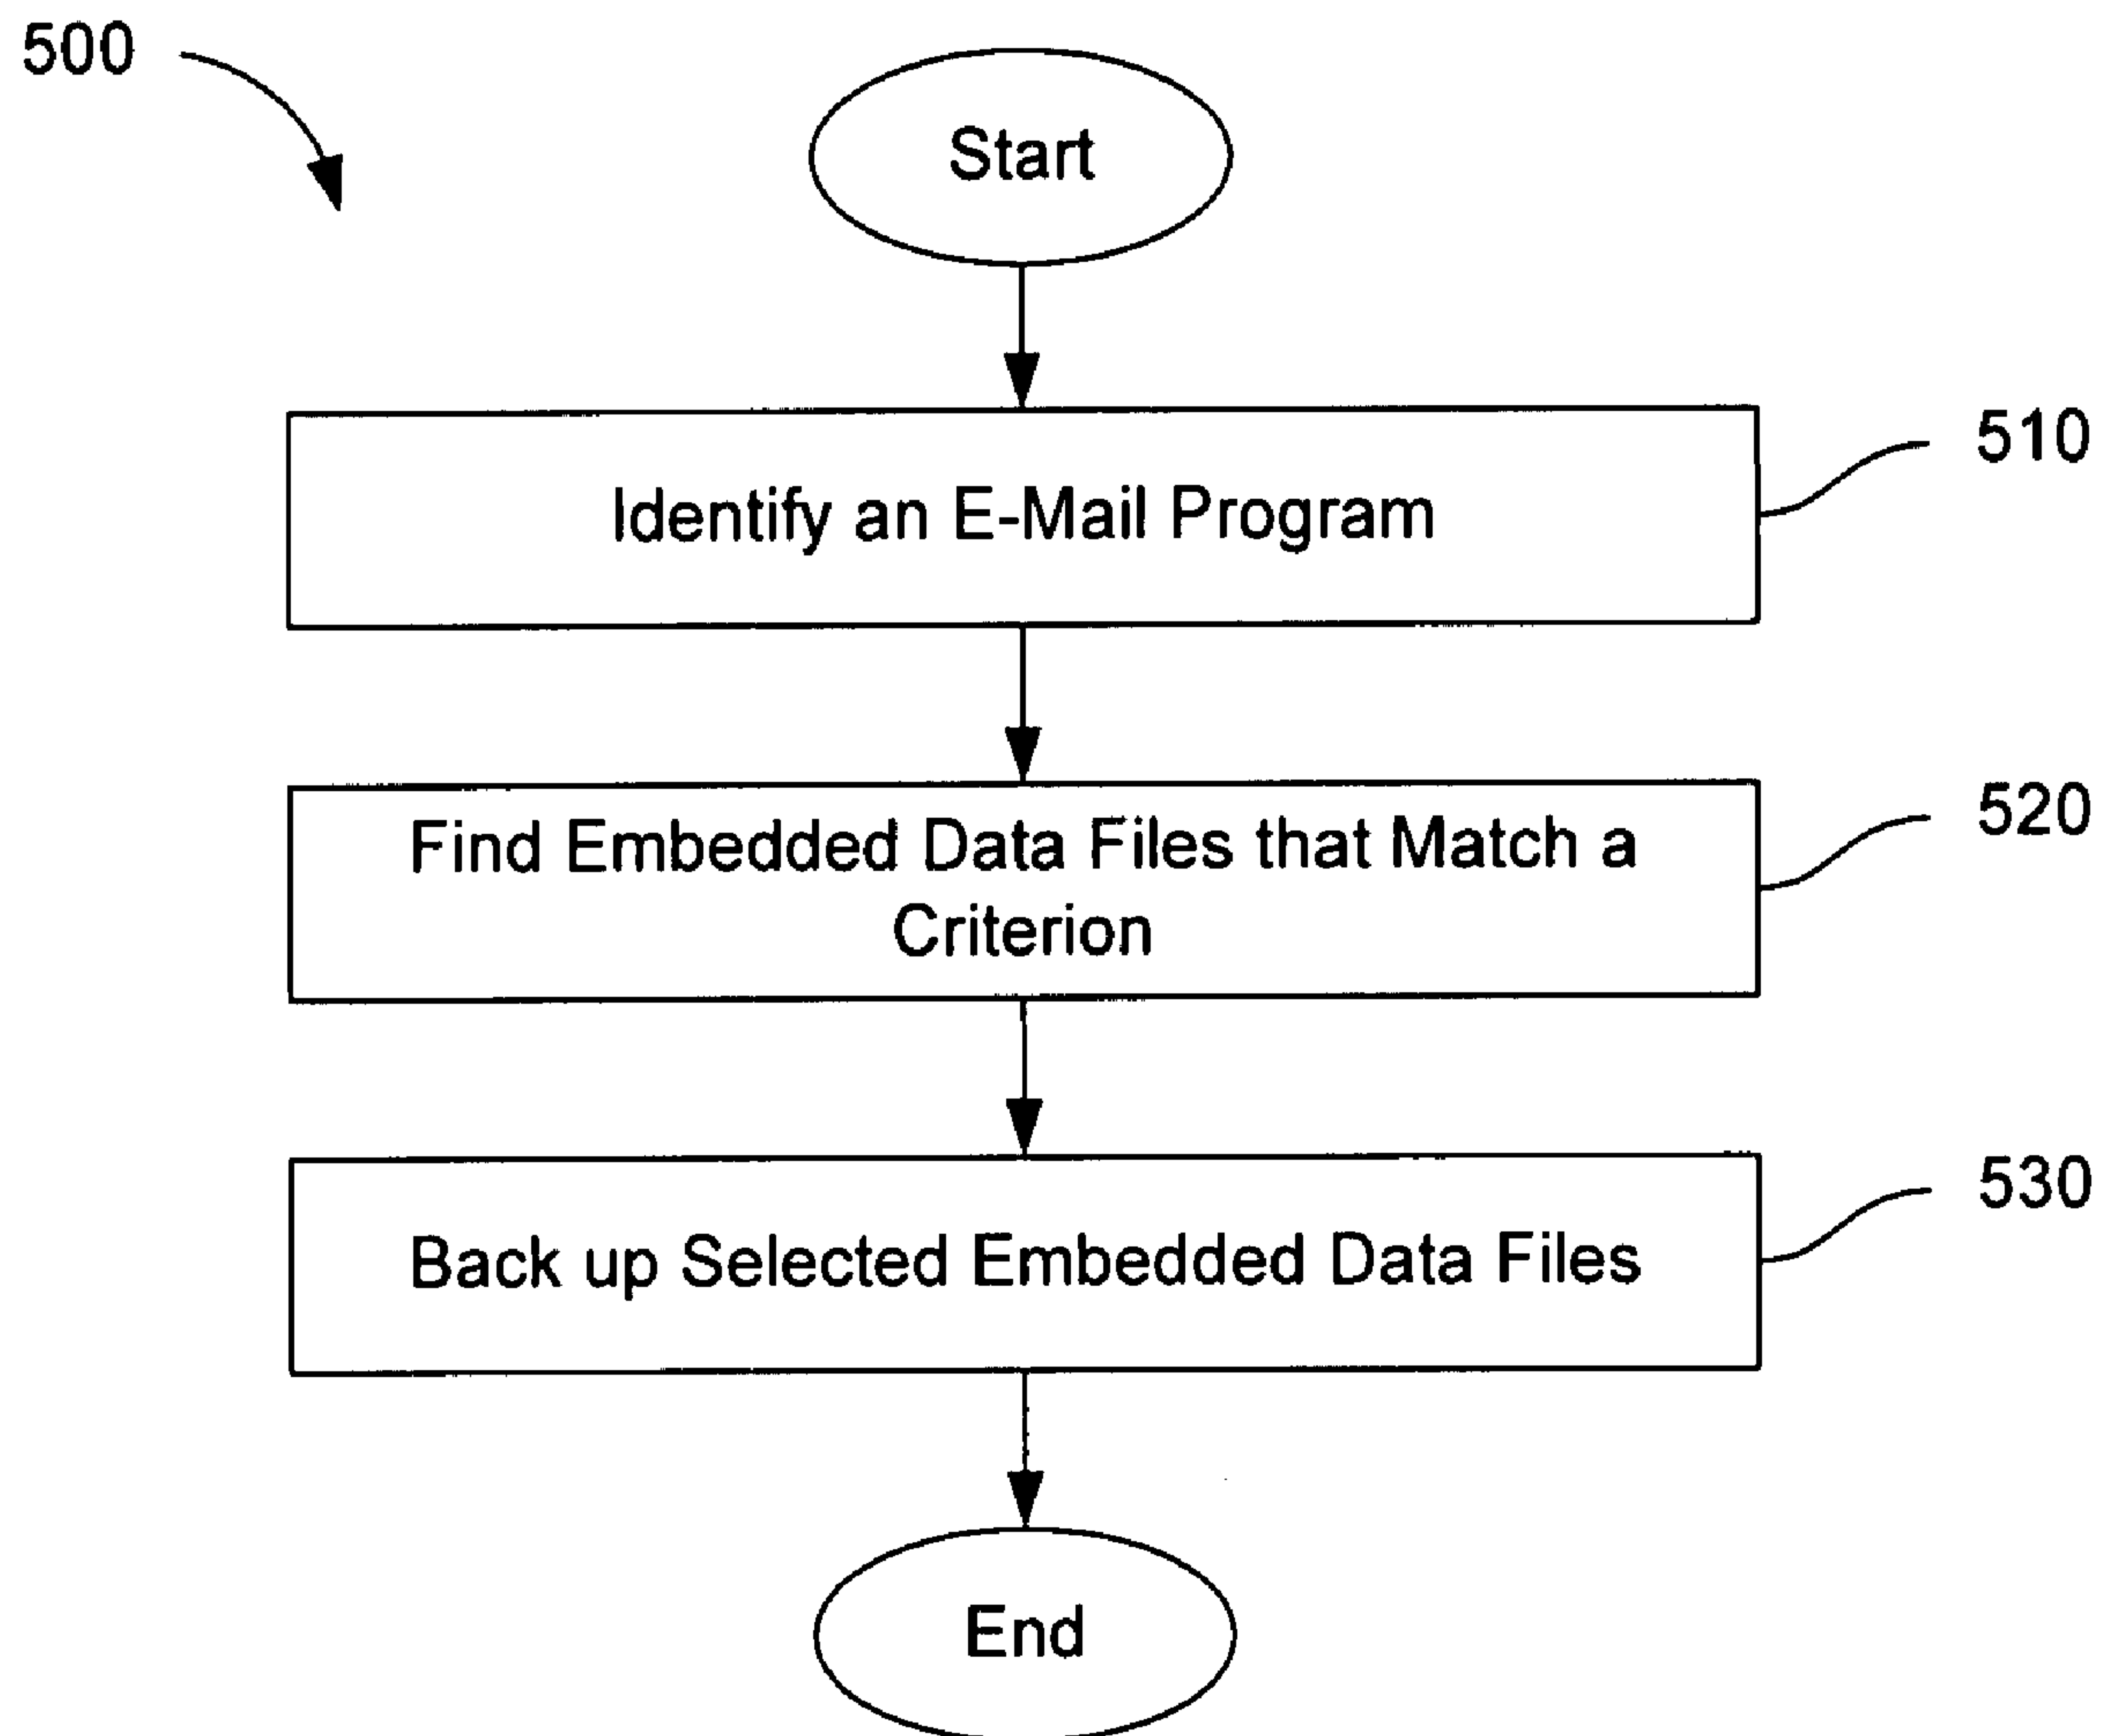 500
Start
Identify an E-Mail Program
510
Find Embedded Data Files that Match a
Criterion
520
Back up Selected Embedded Data Files
530
End